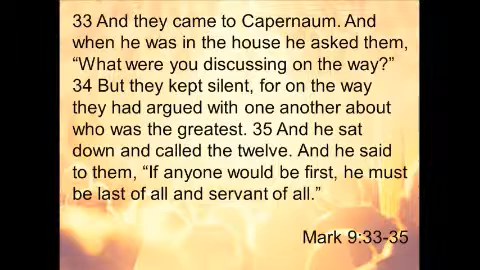 33 And they came to Capernaum. And
when he was in the house he asked them,
“What were you discussing on the way?”
34 But they kept silent, for on the way
they had argued with one another about
who was the greatest. 35 And he sat
down and called the twelve. And he said
to them, “If anyone would be first, he must
be last of all and servant of all.”
Mark 9:33-35